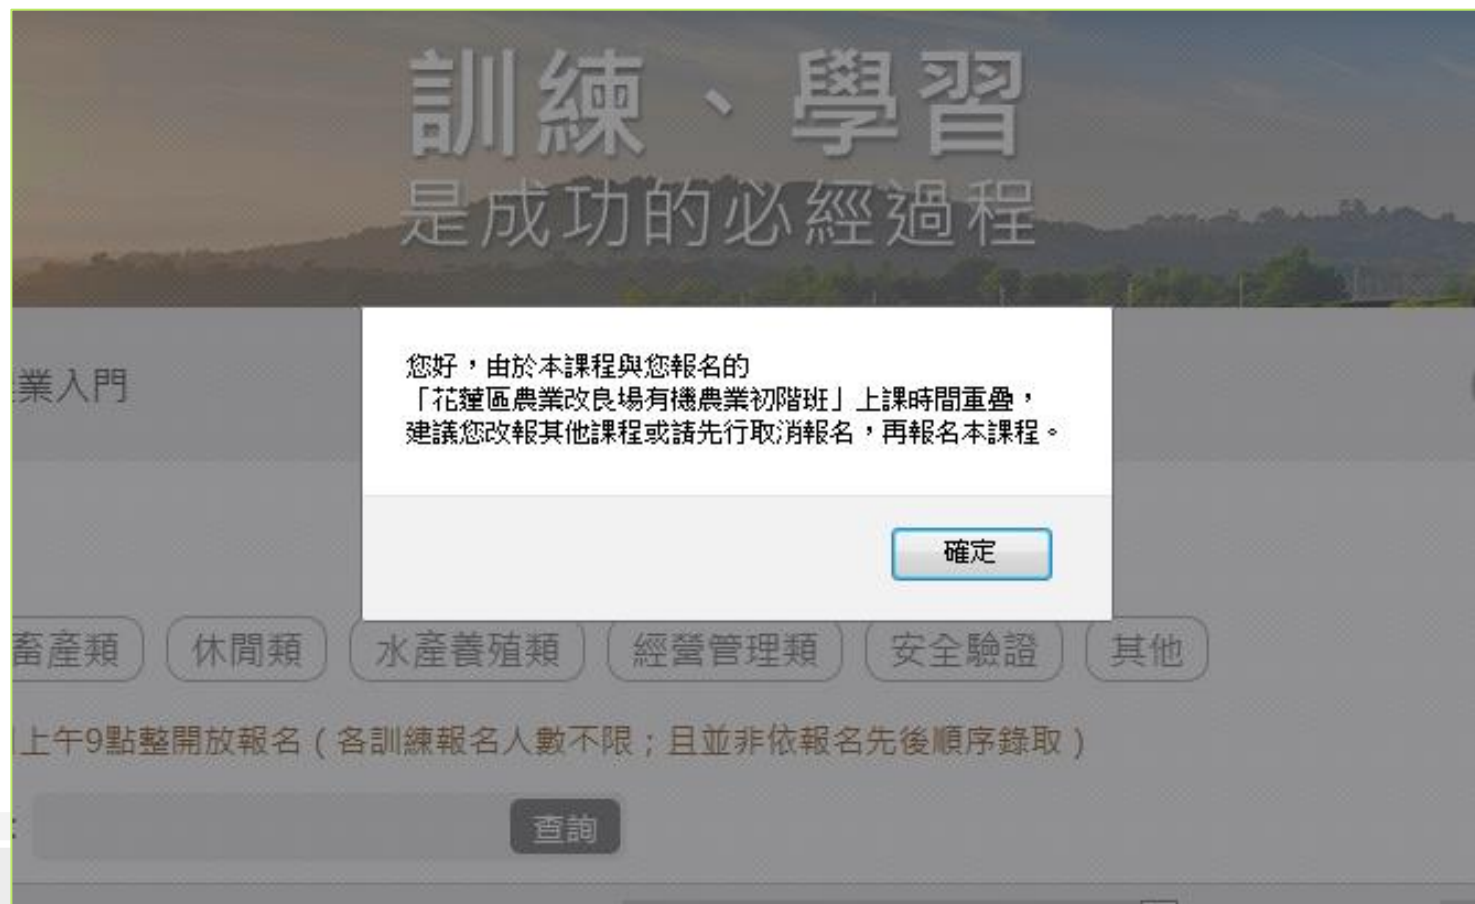 訓練、學習
是成功的必經過程
業入門
您好，由於本課程與您報名的
「花蓮區農業改良場有機農業初階班」上課時間重疊，
建議您改報其他課程或請先行取消報名，再報名本課程。
確定
畜產類 休閒類 水產養殖類 經營管理類 安全驗證 其他
上午9點整開放報名（各訓練報名人數不限；且並非依報名先後順序錄取）
查詢